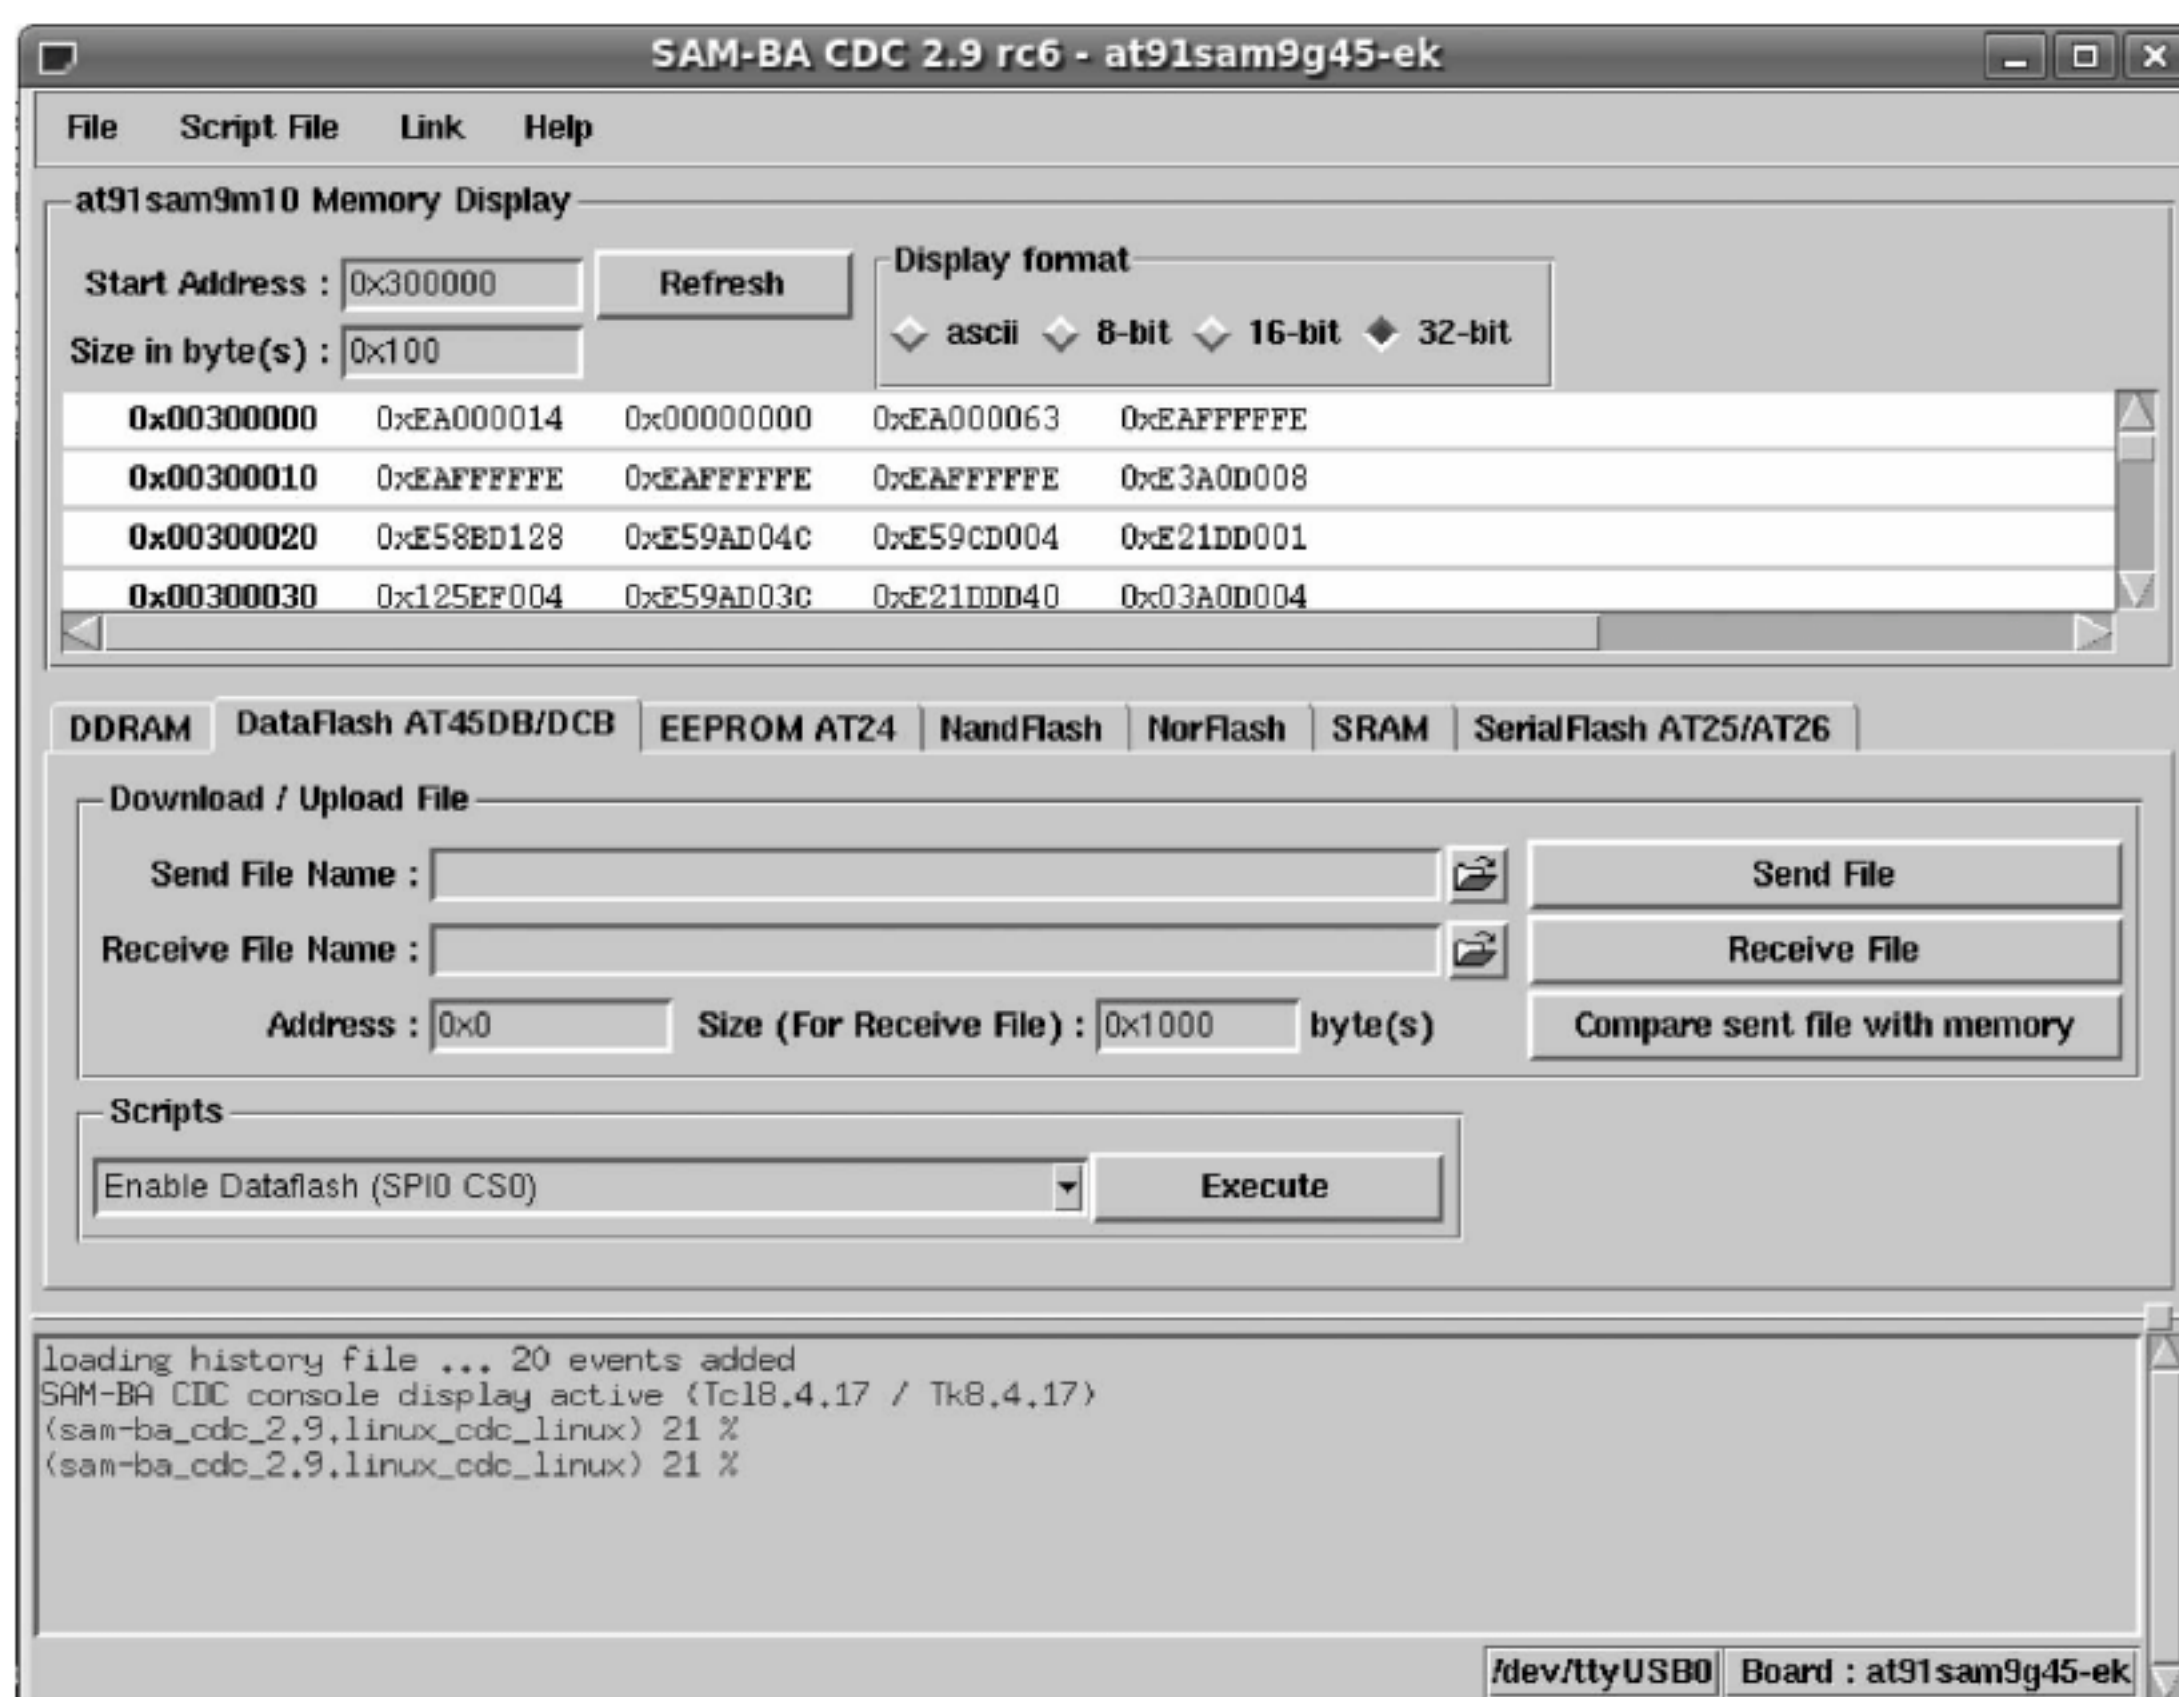 SAM-BA CDC 2.9 rc6 - at91sam9g45-ek
File Script File Link Help
at91sam9m10 Memory Display
Start Address : 0x300000 Refresh
Size in byte(s) : 0x100
Display format
ascii 8-bit 16-bit 32-bit
0x00300000 0xEA000014 0x00000000 0xEA000063 0xEAFFFFFE
0x00300010 0xEAFFFFFE 0xEAFFFFFE 0xEAFFFFFE 0xE3A0D008
0x00300020 0xE58BD128 0xE59AD04C 0xE59CD004 0xE21DD001
0x00300030 0x125EF004 0xE59AD03C 0xE21DDD40 0x03A0D004
DDRAM DataFlash AT45DB/DCB EEPROM AT24 NandFlash NorFlash SRAM SerialFlash AT25/AT26
Download / Upload File
Send File Name : Send File
Receive File Name : Receive File
Address : 0x0 Size (For Receive File) : 0x1000 byte(s) Compare sent file with memory
Scripts
Enable Dataflash (SPI0 CS0) Execute
loading history file ... 20 events added
SAM-BA CDC console display active (Tcl8.4.17 / Tk8.4.17)
(sam-ba_cdc_2.9.linux_cdc_linux) 21 %
(sam-ba_cdc_2.9.linux_cdc_linux) 21 %
/dev/ttyUSB0 Board : at91sam9g45-ek